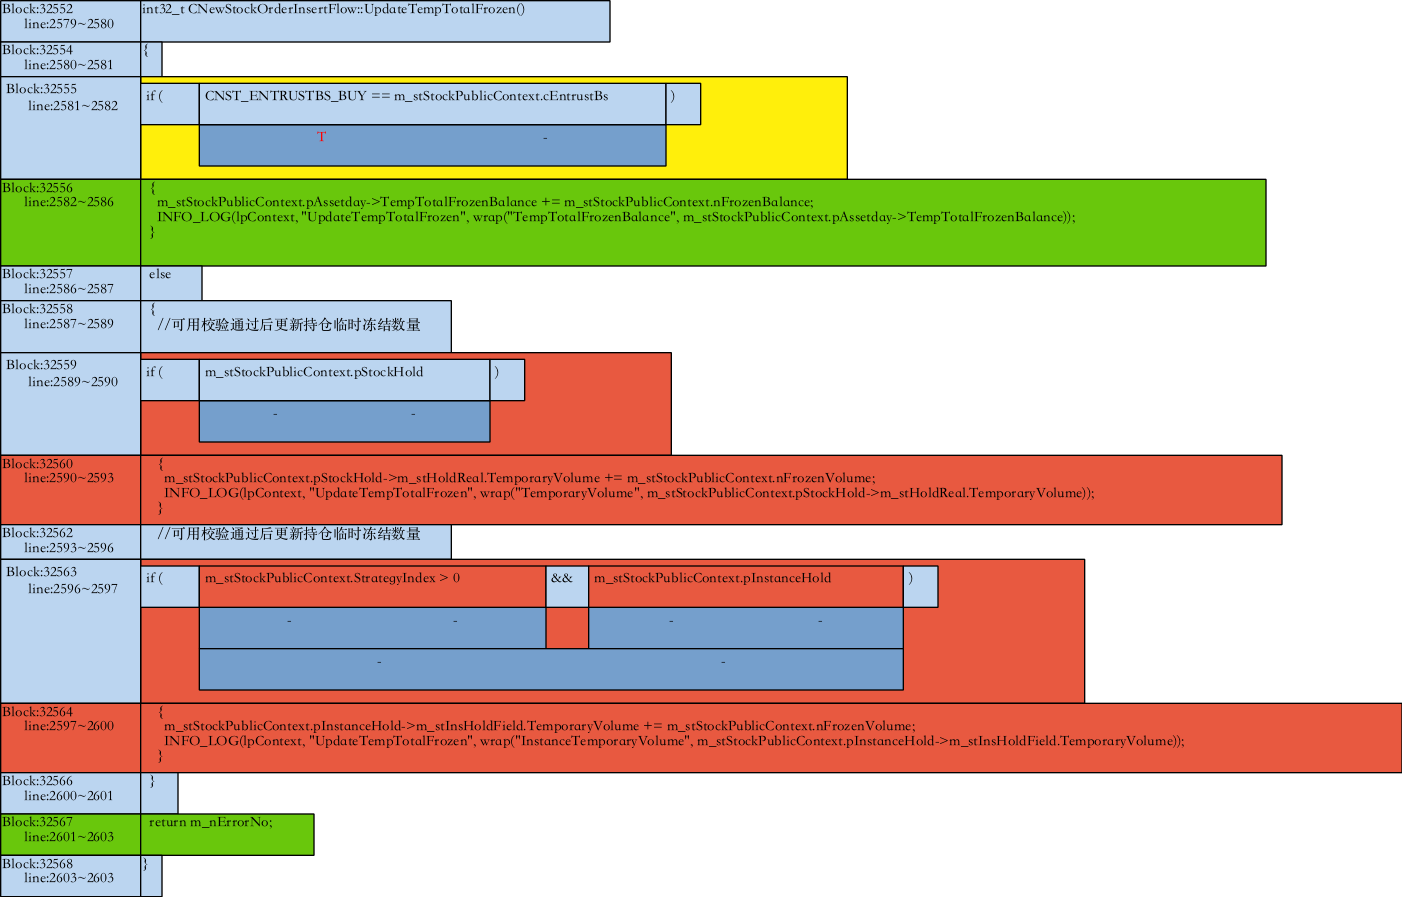 Block:32552
line:2579~2580
int32_t CNewStockOrderInsertFlow::UpdateTempTotalFrozen()
Block:32554
line:2580~2581
{
Block:32555
line:2581~2582
if ( CNST_ENTRUSTBS_BUY == m_stStockPublicContext.cEntrustBs )
T -
Block:32556
line:2582~2586
{
m_stStockPublicContext.pAssetday->TempTotalFrozenBalance += m_stStockPublicContext.nFrozenBalance;
INFO_LOG(lpContext, "UpdateTempTotalFrozen", wrap("TempTotalFrozenBalance", m_stStockPublicContext.pAssetday->TempTotalFrozenBalance));
}
Block:32557
line:2586~2587
else
Block:32558
line:2587~2589
{
//可用校验通过后更新持仓临时冻结数量
Block:32559
line:2589~2590
if ( m_stStockPublicContext.pStockHold )
- -
Block:32560
line:2590~2593
{
m_stStockPublicContext.pStockHold->m_stHoldReal.TemporaryVolume += m_stStockPublicContext.nFrozenVolume;
INFO_LOG(lpContext, "UpdateTempTotalFrozen", wrap("TemporaryVolume", m_stStockPublicContext.pStockHold->m_stHoldReal.TemporaryVolume));
}
Block:32562
line:2593~2596
//可用校验通过后更新持仓临时冻结数量
Block:32563
line:2596~2597
if ( m_stStockPublicContext.StrategyIndex > 0 && m_stStockPublicContext.pInstanceHold )
- - - -
- -
Block:32564
line:2597~2600
{
m_stStockPublicContext.pInstanceHold->m_stInsHoldField.TemporaryVolume += m_stStockPublicContext.nFrozenVolume;
INFO_LOG(lpContext, "UpdateTempTotalFrozen", wrap("InstanceTemporaryVolume", m_stStockPublicContext.pInstanceHold->m_stInsHoldField.TemporaryVolume));
}
Block:32566
line:2600~2601
}
Block:32567
line:2601~2603
return m_nErrorNo;
Block:32568
line:2603~2603
}